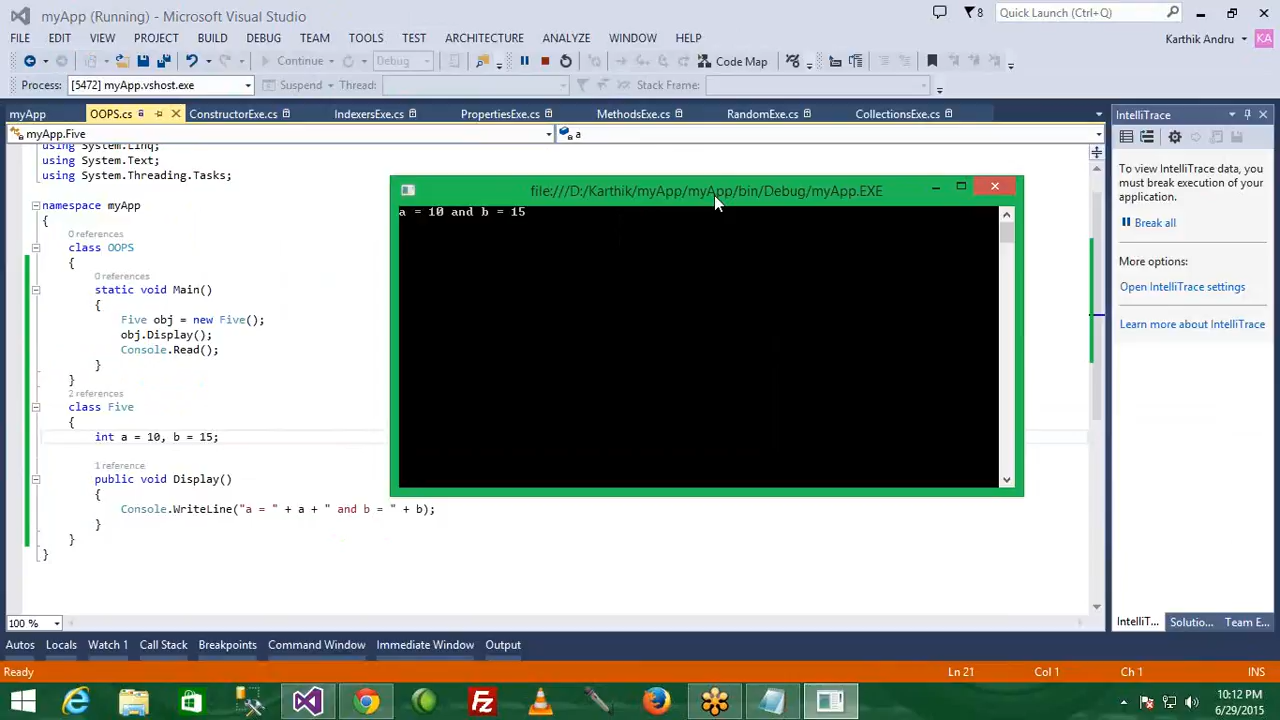 myApp (Running) - Microsoft Visual Studio
8
Quick Launch (Ctrl+Q)
FILE EDIT VIEW PROJECT BUILD DEBUG TEAM TOOLS TEST ARCHITECTURE ANALYZE WINDOW HELP
Karthik Andru KA
Continue Debug Code Map
Process: [5472] myApp.vshost.exe Suspend Thread: Stack Frame:
myApp OOPS.cs ConstructorExe.cs IndexersExe.cs PropertiesExe.cs MethodsExe.cs RandomExe.cs CollectionsExe.cs
IntelliTrace
myApp.Five a
using System.Linq;
using System.Text;
using System.Threading.Tasks;
namespace myApp
{
0 references
class OOPS
{
0 references
static void Main()
{
Five obj = new Five();
obj.Display();
Console.Read();
}
}
2 references
class Five
{
int a = 10, b = 15;
1 reference
public void Display()
{
Console.WriteLine("a = " + a + " and b = " + b);
}
}
}
file:///D:/Karthik/myApp/myApp/bin/Debug/myApp.EXE
a = 10 and b = 15
To view IntelliTrace data, you must break execution of your application.
Break all
More options:
Open IntelliTrace settings
Learn more about IntelliTrace
100 %
IntelliT... Solutio... Team E...
Autos Locals Watch 1 Call Stack Breakpoints Command Window Immediate Window Output
Ready Ln 21 Col 1 Ch 1 INS
10:12 PM
6/29/2015